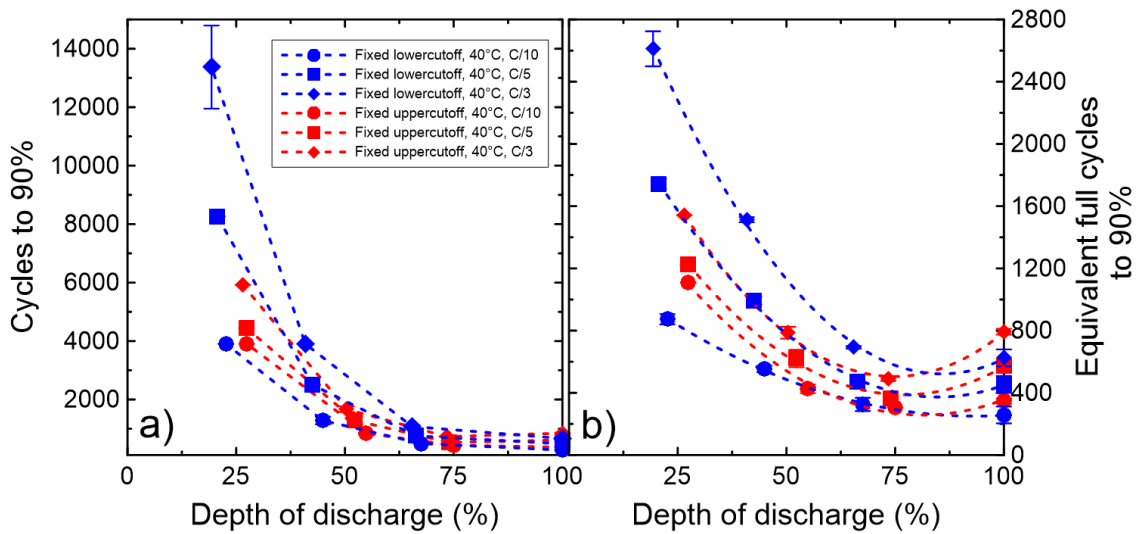 14000
12000
10000
8000
6000
4000
2000
Cycles to 90%
Fixed lowercutoff, 40°C, C/10
Fixed lowercutoff, 40°C, C/5
Fixed lowercutoff, 40°C, C/3
Fixed uppercutoff, 40°C, C/10
Fixed uppercutoff, 40°C, C/5
Fixed uppercutoff, 40°C, C/3
a)
0 25 50 75 100
Depth of discharge (%)
b)
25 50 75 100
Depth of discharge (%)
2800
2400
2000
1600
1200
800
400
0
Equivalent full cycles
to 90%